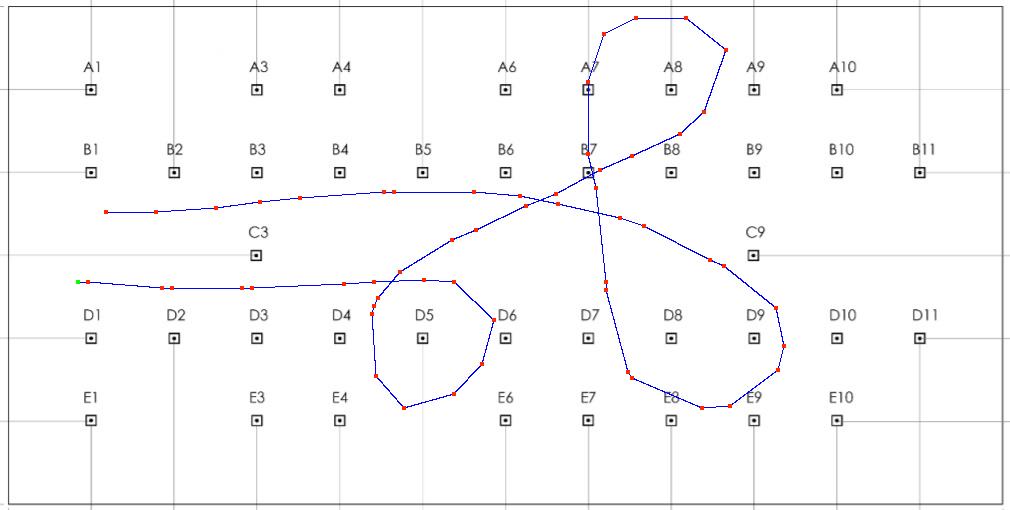 A1 A3 A4 A6 A7 A8 A9 A10
B1 B2 B3 B4 B5 B6 B7 B8 B9 B10 B11
C3 C9
D1 D2 D3 D4 D5 D6 D7 D8 D9 D10 D11
E1 E3 E4 E6 E7 E8 E9 E10